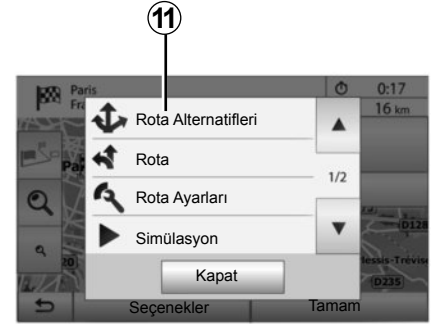 11
Paris
0:17
16 km
Rota Alternatifleri
Rota
1/2
Rota Ayarları
Simülasyon
D128
D235
Kapat
Seçenekler
Tamam